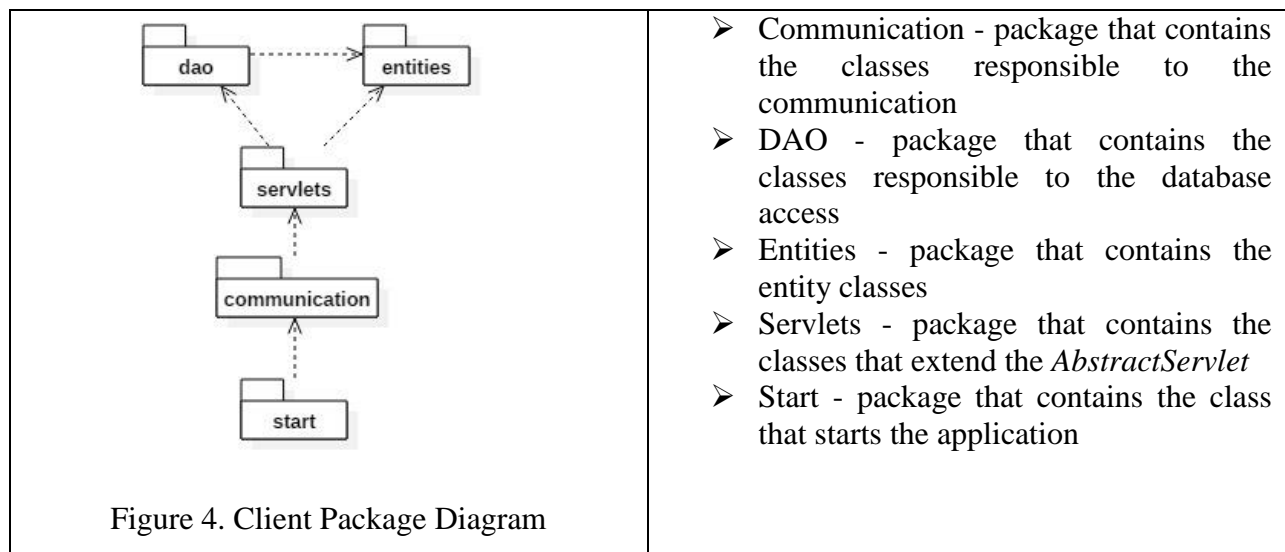 dao
entities
servlets
communication
start
Figure 4. Client Package Diagram
➢ Communication - package that contains
the classes responsible to the
communication
➢ DAO - package that contains the
classes responsible to the database
access
➢ Entities - package that contains the
entity classes
➢ Servlets - package that contains the
classes that extend the AbstractServlet
➢ Start - package that contains the class
that starts the application